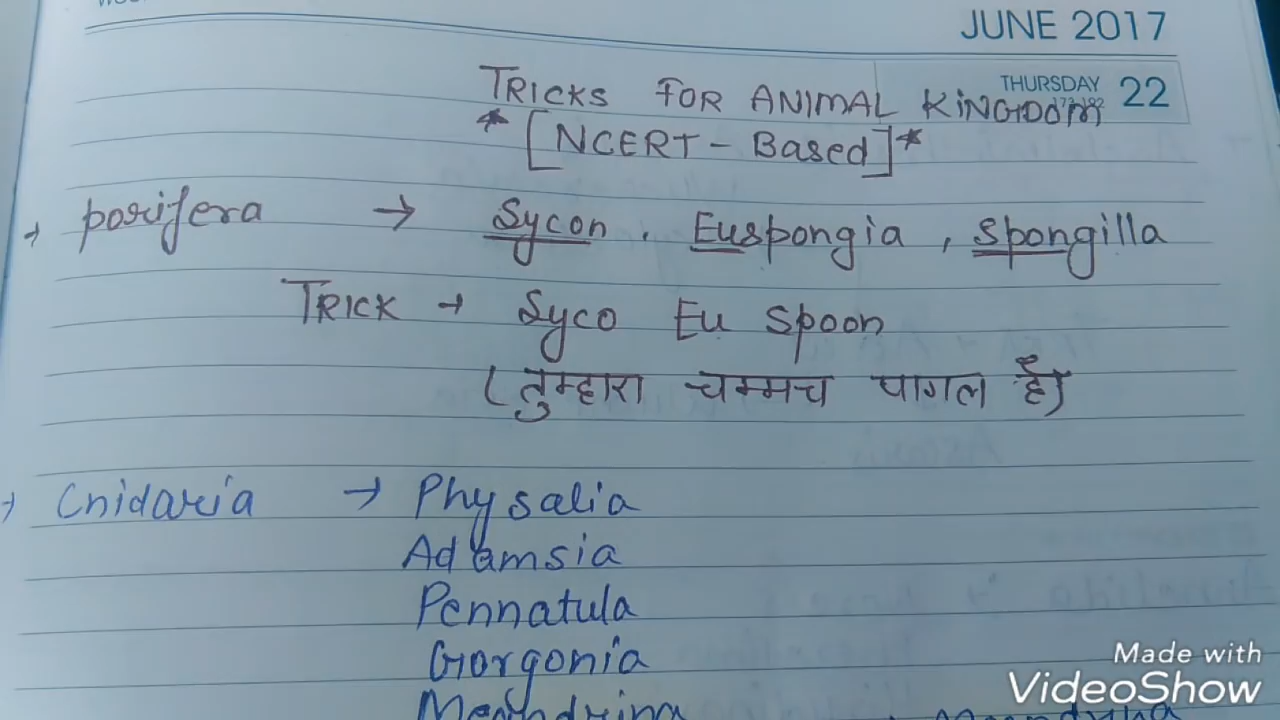 JUNE 2017
THURSDAY 22
TRICKS FOR ANIMAL KINGDOM
* [NCERT - Based] *
→ porifera → Sycon, Euspongia, Spongilla
TRICK → Syco Eu Spoon
(तुम्हारा चम्मच पागल है)
→ Cnidaria → Physalia
Adamsia
Pennatula
Gorgonia
Made with
VideoShow